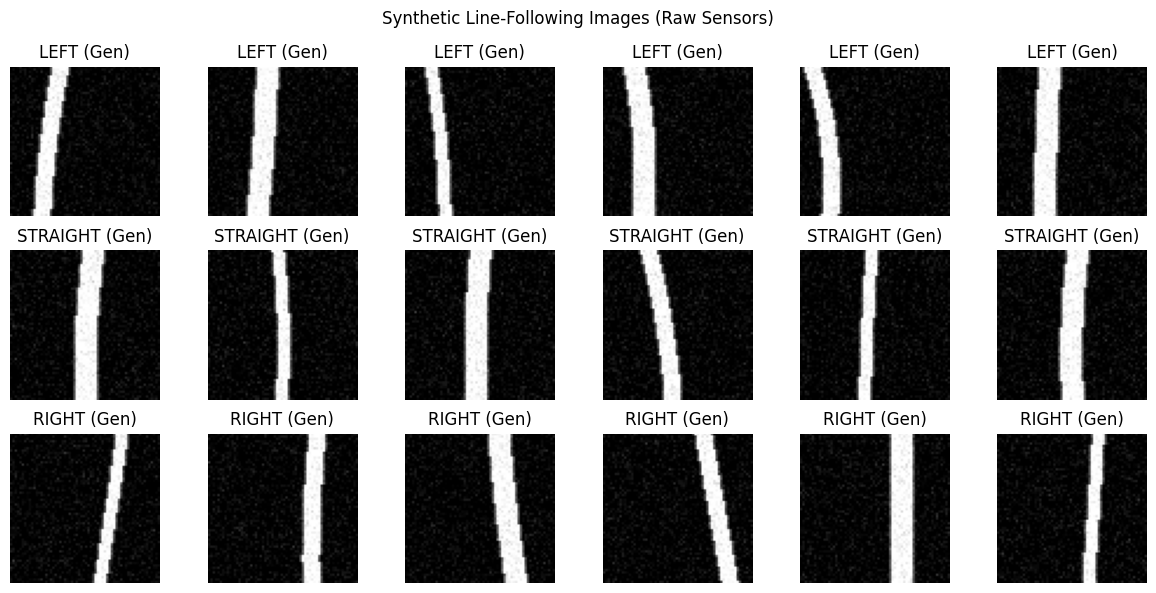 Synthetic Line-Following Images (Raw Sensors)
LEFT (Gen) LEFT (Gen) LEFT (Gen) LEFT (Gen) LEFT (Gen) LEFT (Gen)
STRAIGHT (Gen) STRAIGHT (Gen) STRAIGHT (Gen) STRAIGHT (Gen) STRAIGHT (Gen) STRAIGHT (Gen)
RIGHT (Gen) RIGHT (Gen) RIGHT (Gen) RIGHT (Gen) RIGHT (Gen) RIGHT (Gen)